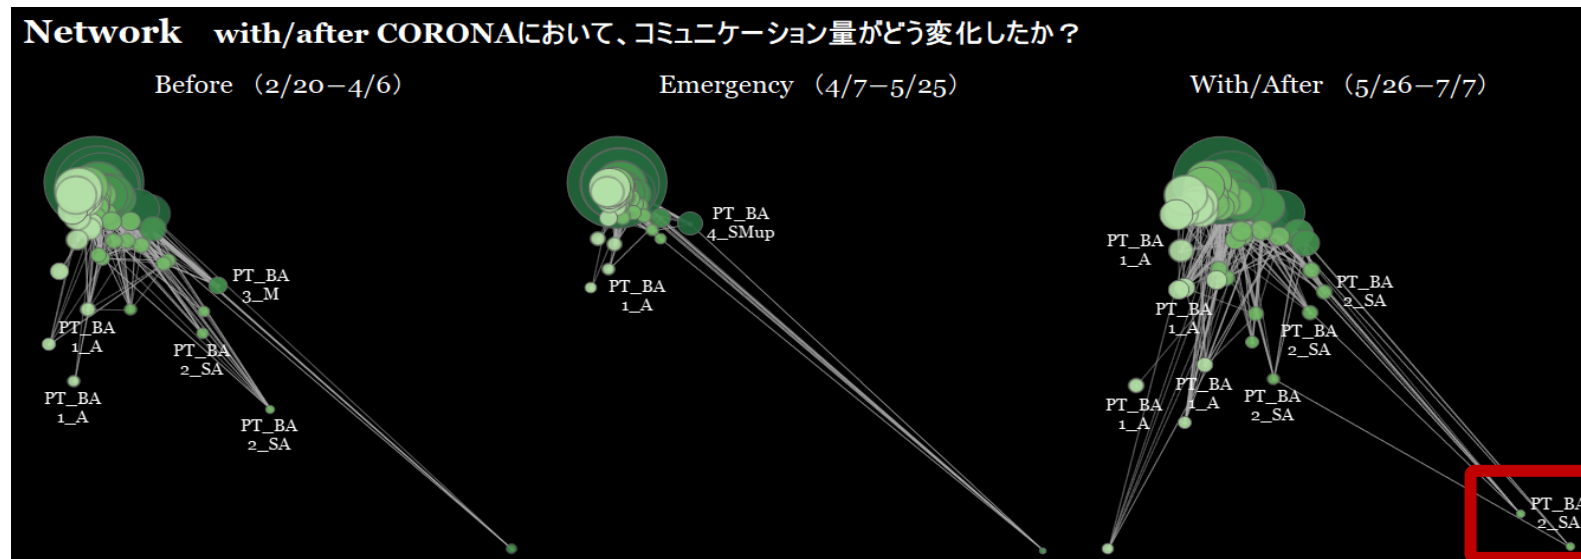 Network with/after CORONAにおいて、コミュニケーション量がどう変化したか？
Before （2/20−4/6）
Emergency （4/7−5/25）
With/After （5/26−7/7）
PT_BA
3_M
PT_BA
1_A
PT_BA
2_SA
PT_BA
1_A
PT_BA
2_SA
PT_BA
4_SMup
PT_BA
1_A
PT_BA
1_A
PT_BA
2_SA
PT_BA
1_A
PT_BA
2_SA
PT_BA
1_A
PT_BA
1_A
PT_BA
2_SA
PT_BA
2_SA